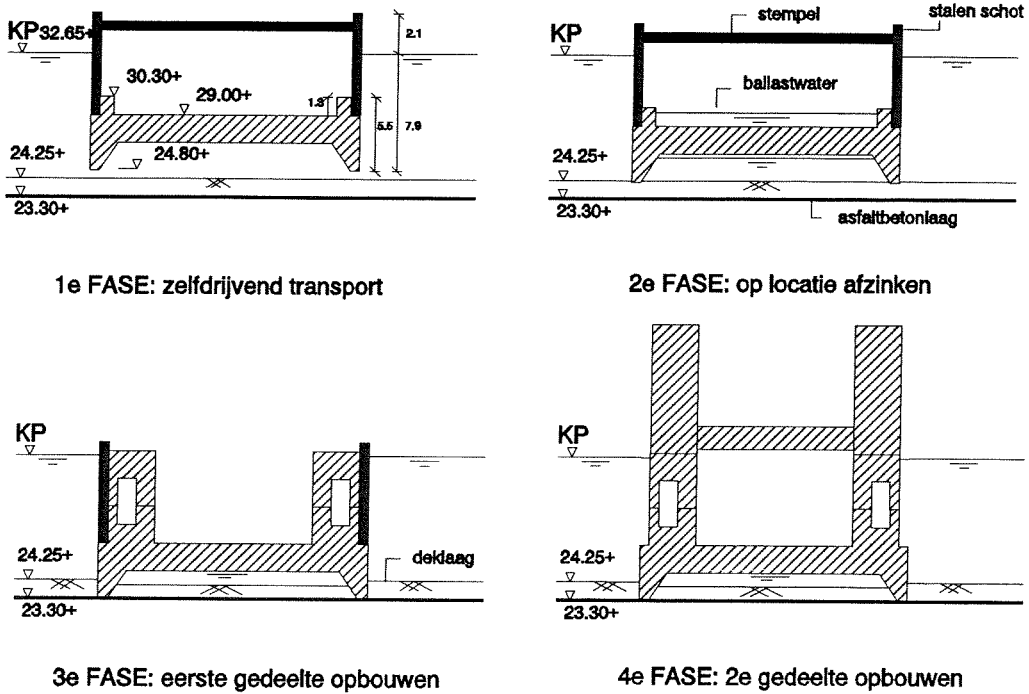 KP 32.65+
2.1
30.30+
29.00+
1.3
5.5
7.9
24.80+
24.25+
23.30+
1e FASE: zelfdrijvend transport
KP
stempel
stalen schot
ballastwater
24.25+
23.30+
asfaltbetonlaag
2e FASE: op locatie afzinken
KP
24.25+
deklaag
23.30+
3e FASE: eerste gedeelte opbouwen
KP
24.25+
23.30+
4e FASE: 2e gedeelte opbouwen